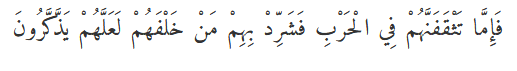 فَإِمَّا تَثْقَفَنَّهُمْ فِي الْحَرْبِ فَشَرِّدْ بِهِمْ مَنْ خَلْفَهُمْ لَعَلَّهُمْ يَذَّكَّرُونَ